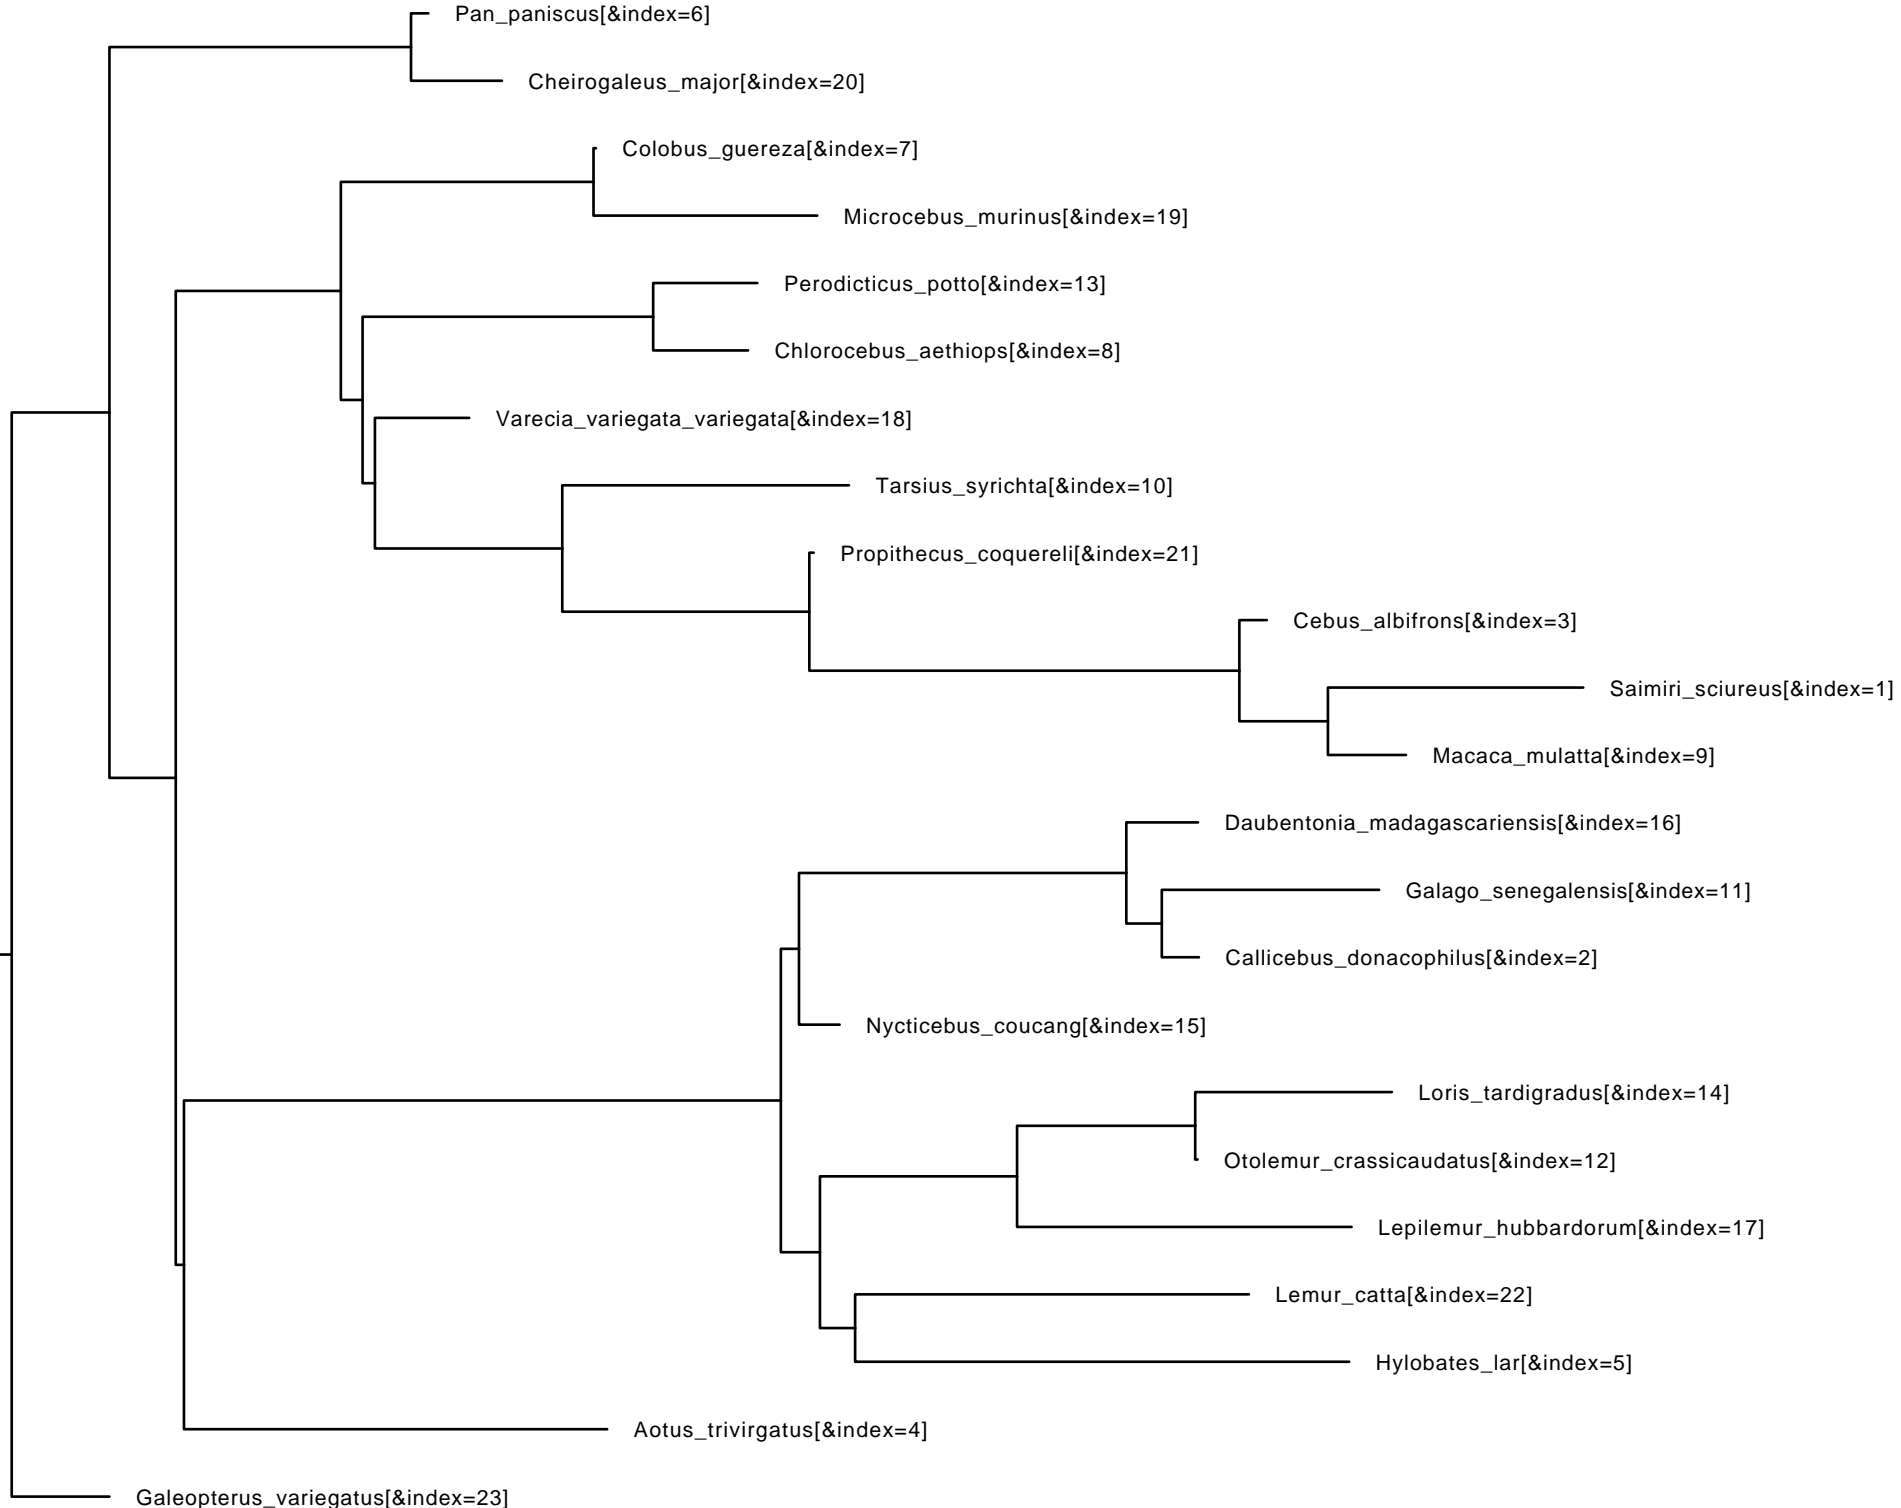 Pan_paniscus[&index=6]
Cheirogaleus_major[&index=20]
Colobus_guereza[&index=7]
Microcebus_murinus[&index=19]
Perodicticus_potto[&index=13]
Chlorocebus_aethiops[&index=8]
Varecia_variegata_variegata[&index=18]
Tarsius_syrichta[&index=10]
Propithecus_coquereli[&index=21]
Cebus_albifrons[&index=3]
Saimiri_sciureus[&index=1]
Macaca_mulatta[&index=9]
Daubentonia_madagascariensis[&index=16]
Galago_senegalensis[&index=11]
Callicebus_donacophilus[&index=2]
Nycticebus_coucang[&index=15]
Loris_tardigradus[&index=14]
Otolemur_crassicaudatus[&index=12]
Lepilemur_hubbardorum[&index=17]
Lemur_catta[&index=22]
Hylobates_lar[&index=5]
Aotus_trivirgatus[&index=4]
Galeopterus_variegatus[&index=23]